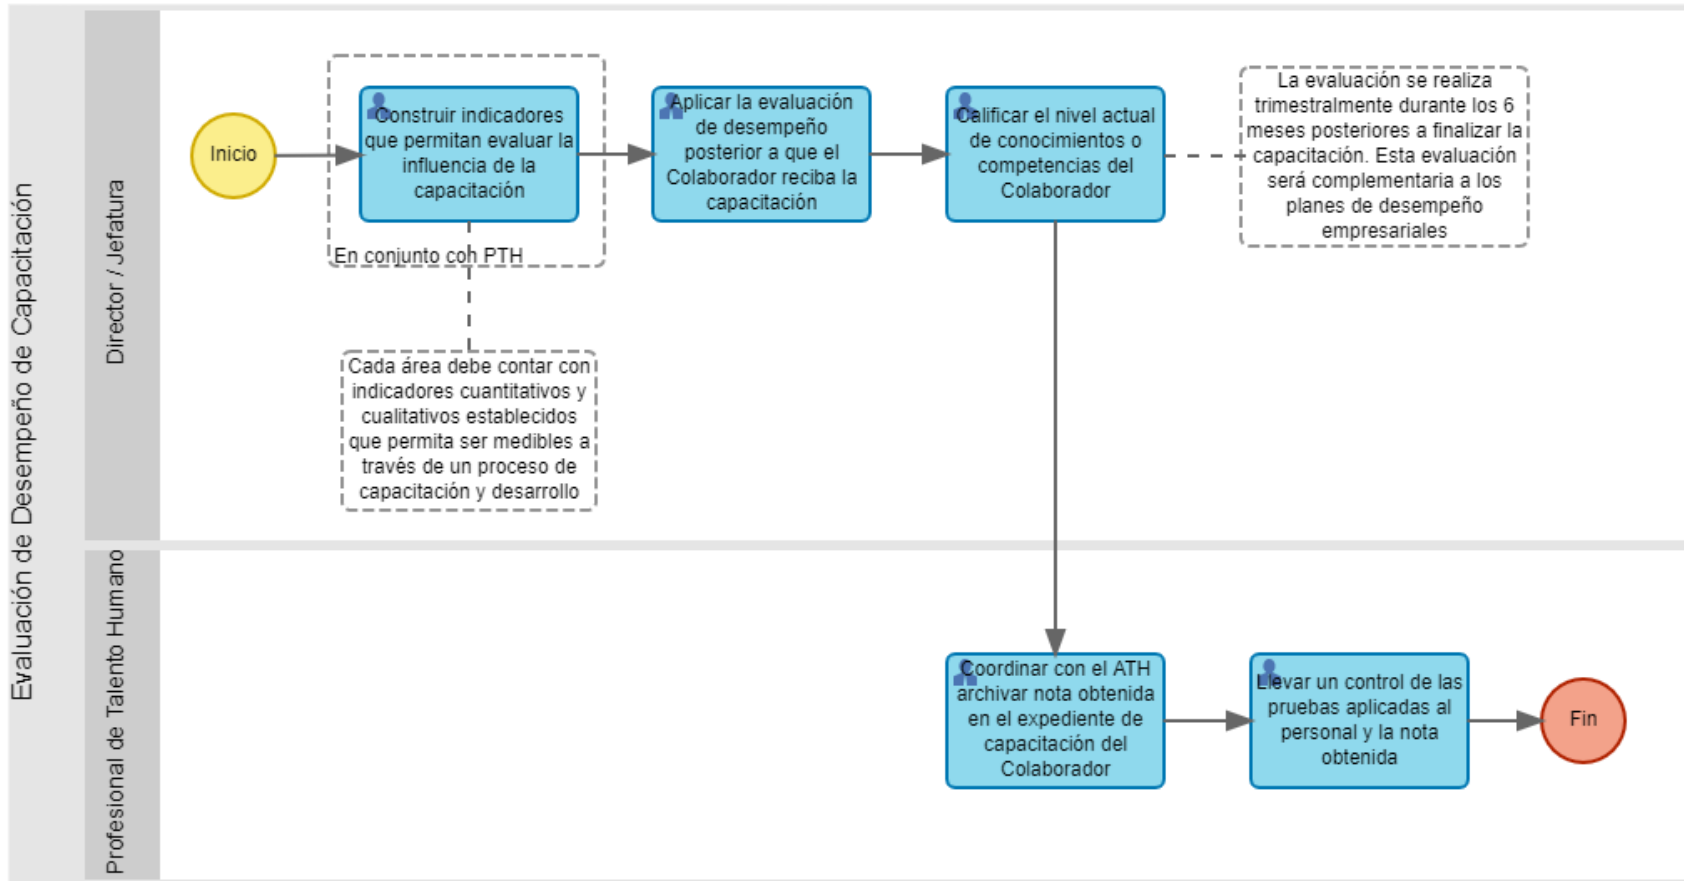 Evaluación de Desempeño de Capacitación
Director / Jefatura
Inicio
Construir indicadores
que permitan evaluar la
influencia de la
capacitación
En conjunto con PTH
Cada área debe contar con
indicadores cuantitativos y
cualitativos establecidos
que permita ser medibles a
través de un proceso de
capacitación y desarrollo
Aplicar la evaluación
de desempeño
posterior a que el
Colaborador reciba la
capacitación
Calificar el nivel actual
de conocimientos o
competencias del
Colaborador
La evaluación se realiza
trimestralmente durante los 6
meses posteriores a finalizar la
capacitación. Esta evaluación
será complementaria a los
planes de desempeño
empresariales
Profesional de Talento Humano
Coordinar con el ATH
archivar nota obtenida
en el expediente de
capacitación del
Colaborador
Llevar un control de las
pruebas aplicadas al
personal y la nota
obtenida
Fin